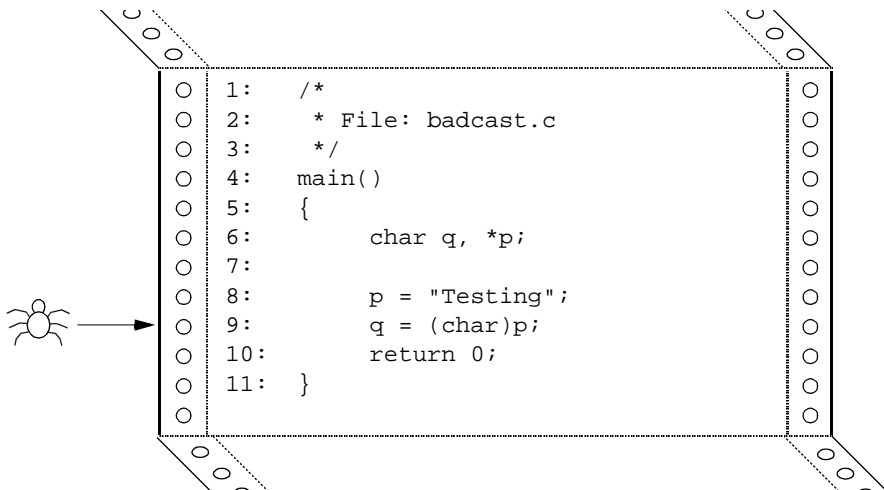 1: /*
2: * File: badcast.c
3: */
4: main()
5: {
6: char q, *p;
7:
8: p = "Testing";
9: q = (char)p;
10: return 0;
11: }